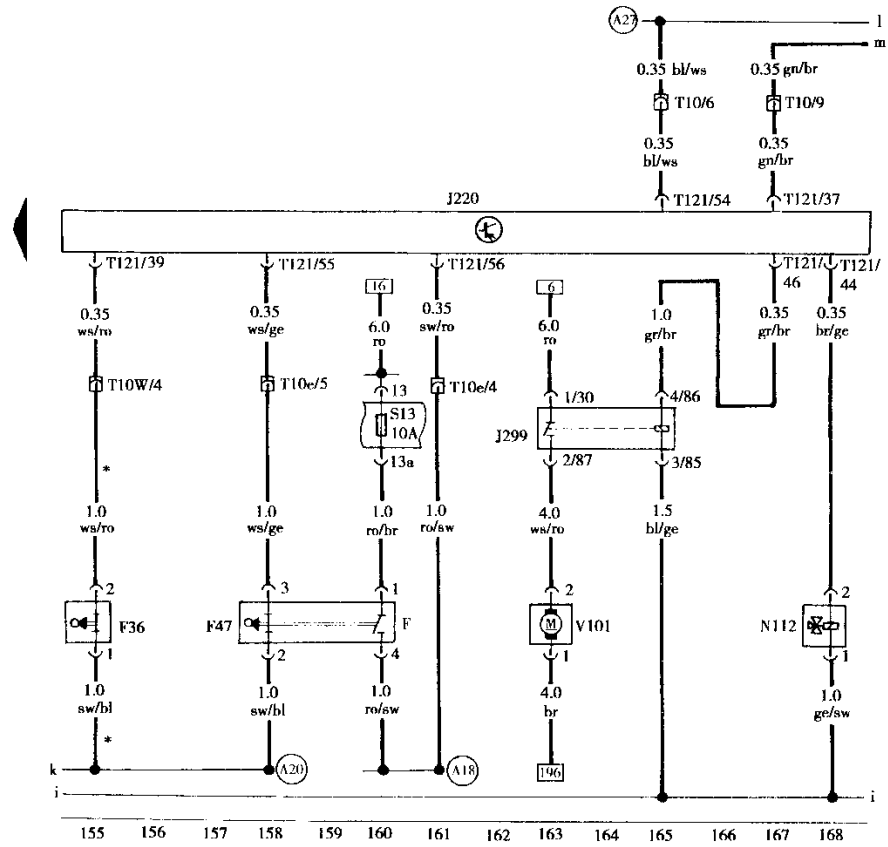 A27 l
m
0.35 bl/ws 0.35 gn/br
T10/6 T10/9
0.35 0.35
bl/ws gn/br
J220 T121/54 T121/37
T121/39 T121/55 T121/56 T121/ T121/
46 44
16 6
0.35 0.35 6.0 0.35 6.0 1.0 0.35 0.35
ws/ro ws/ge ro sw/ro ro gr/br gr/br br/ge
T10W/4 T10e/5 13 T10e/4 1/30 4/86
S13
10A J299
13a 2/87 3/85
*
1.0 1.0 1.0 1.0 4.0 1.5
ws/ro ws/ge ro/br ro/sw ws/ro bl/ge
2 3 1 2 2
F36 F47 F M V101 N112
1 2 4 1 1
1.0 1.0 1.0 4.0 1.0
sw/bl sw/bl ro/sw br ge/sw
*
k A20 A18 196
i i
155 156 157 158 159 160 161 162 163 164 165 166 167 168